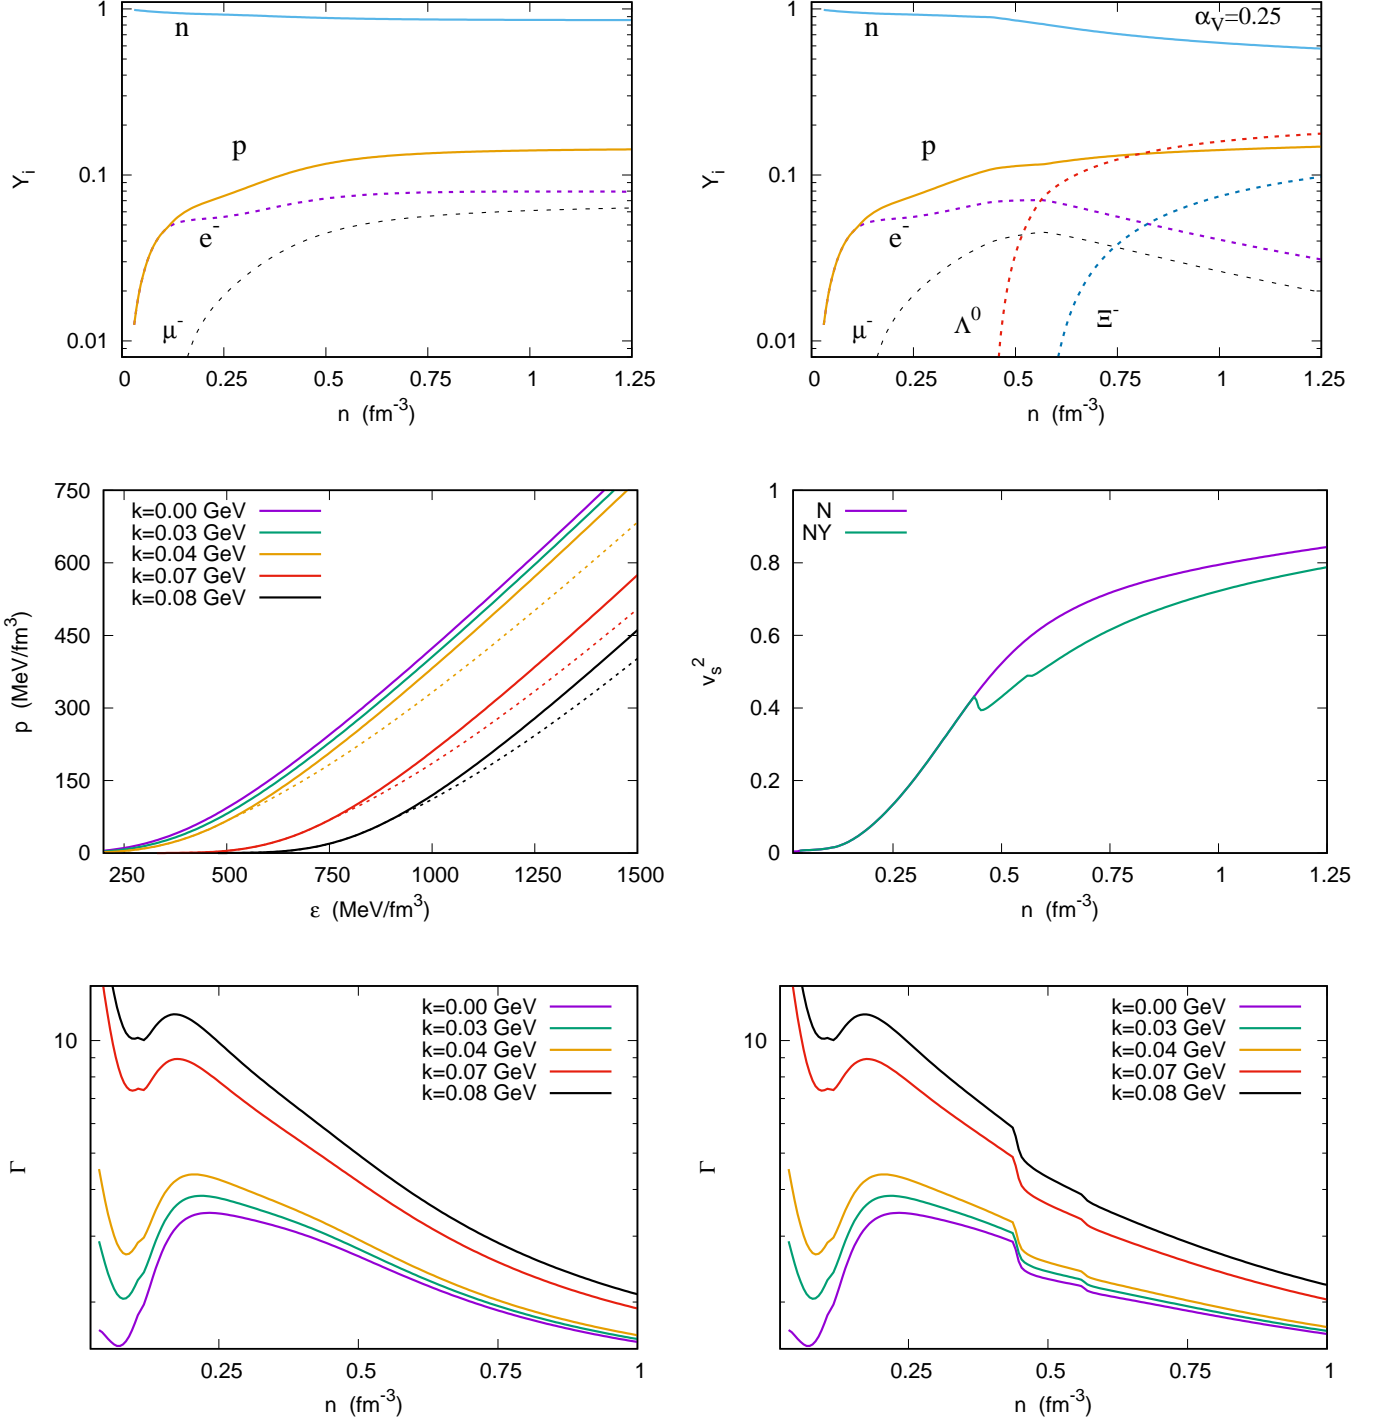 1
0.1
0.01
Y_i
n
p
e^-
μ^-
0
0.25
0.5
0.75
1
1.25
n (fm^-3)
1
0.1
0.01
Y_i
α_V=0.25
n
p
e^-
μ^-
Λ^0
Ξ^-
0
0.25
0.5
0.75
1
1.25
n (fm^-3)
750
600
450
300
150
0
p (MeV/fm^3)
k=0.00 GeV
k=0.03 GeV
k=0.04 GeV
k=0.07 GeV
k=0.08 GeV
250
500
750
1000
1250
1500
ε (MeV/fm^3)
1
0.8
0.6
0.4
0.2
0
v_s^2
N
NY
0.25
0.5
0.75
1
1.25
n (fm^-3)
10
Γ
k=0.00 GeV
k=0.03 GeV
k=0.04 GeV
k=0.07 GeV
k=0.08 GeV
0.25
0.5
0.75
1
n (fm^-3)
10
Γ
k=0.00 GeV
k=0.03 GeV
k=0.04 GeV
k=0.07 GeV
k=0.08 GeV
0.25
0.5
0.75
1
n (fm^-3)